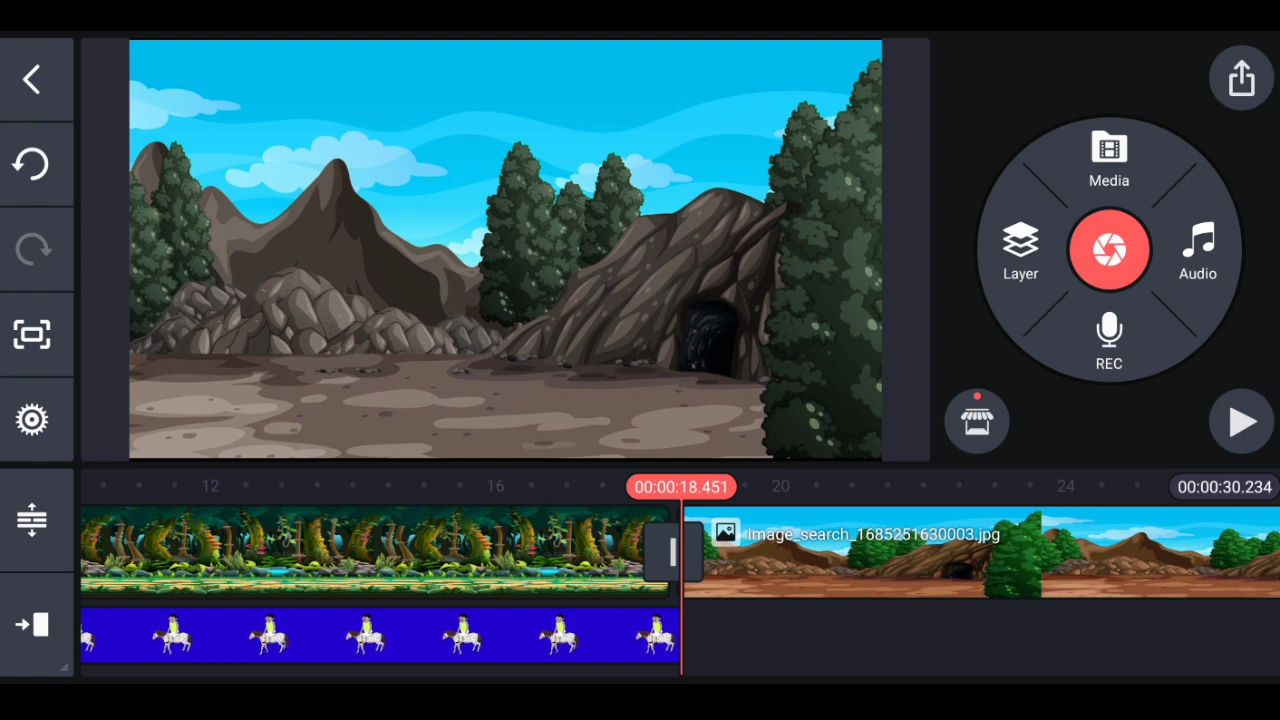 Media
Layer
Audio
REC
12
16
00:00:18.451
20
24
00:00:30.234
image_search_1685251630003.jpg